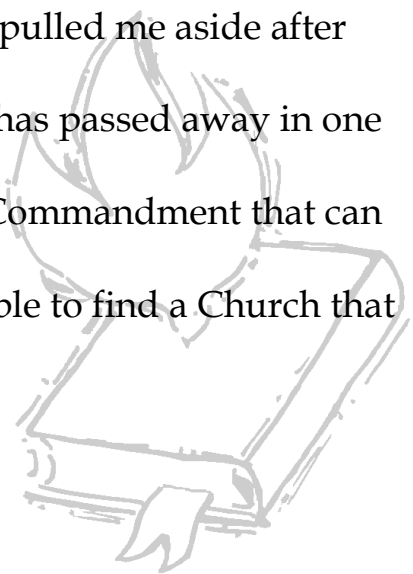 pulled me aside after
has passed away in one
Commandment that can
ble to find a Church that